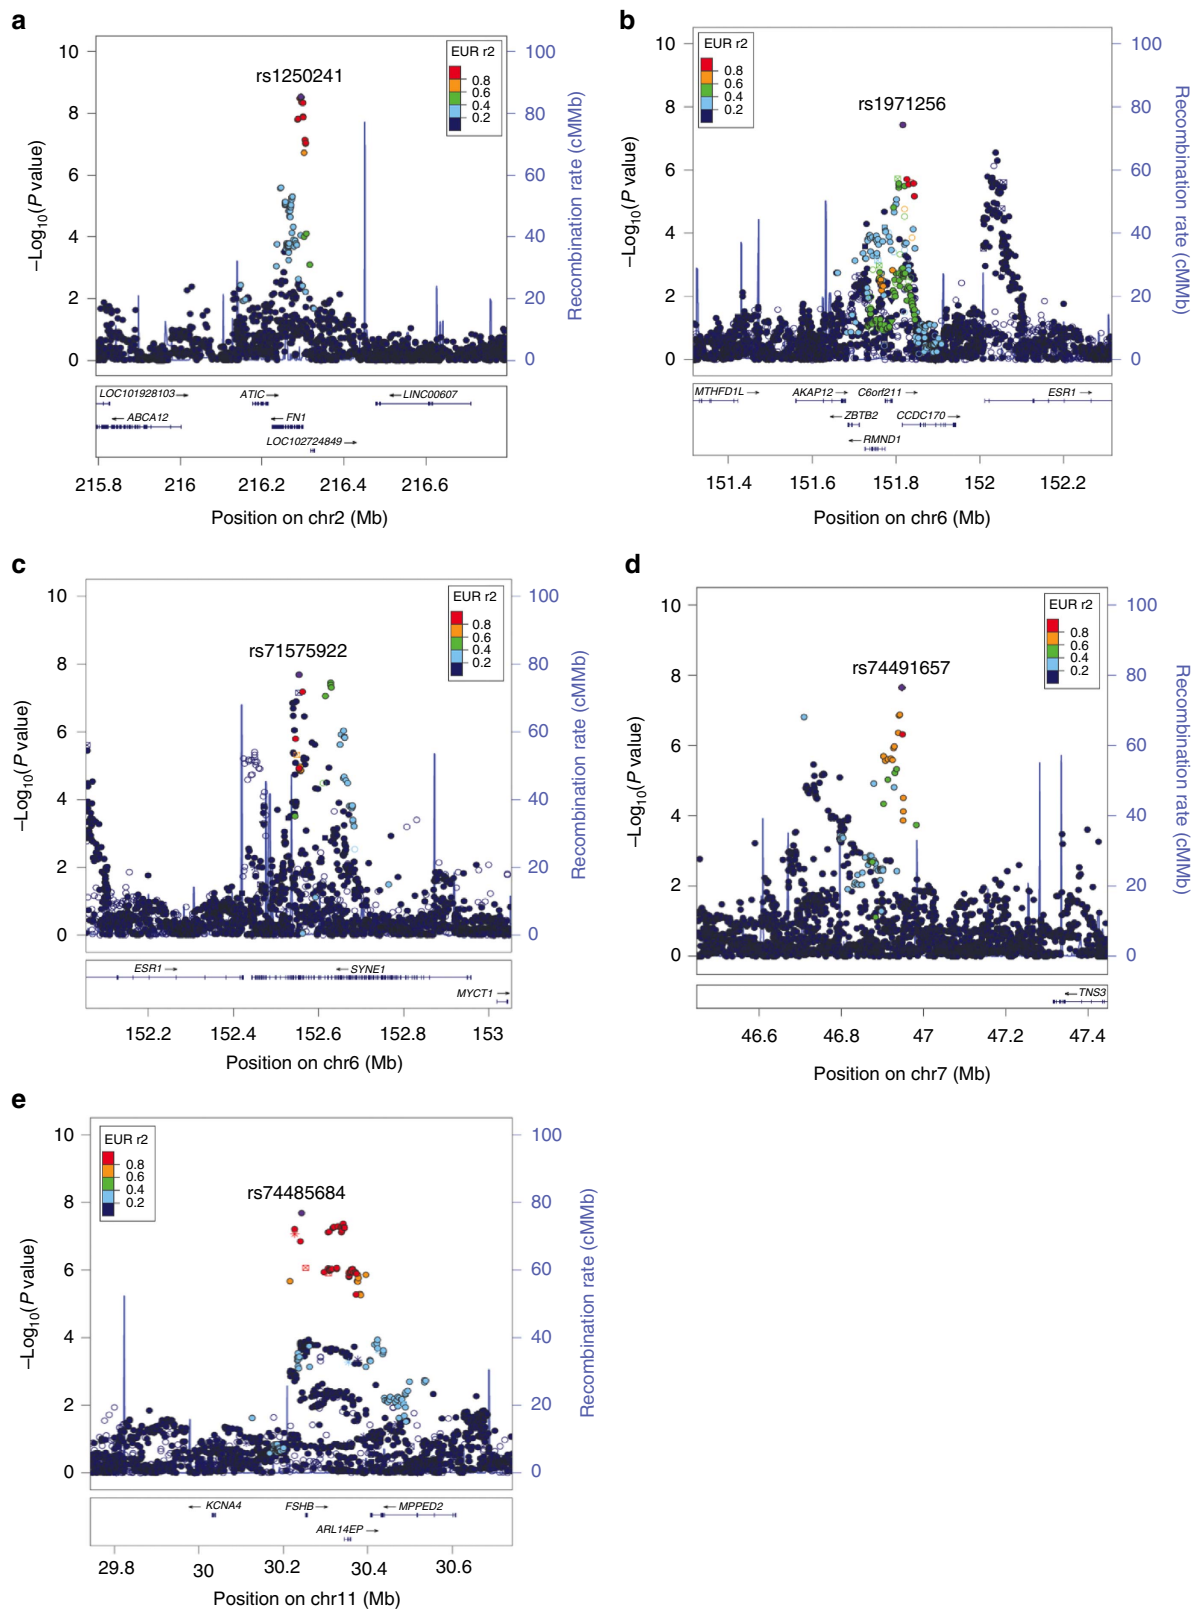 a
rs1250241
EUR r2
0.8
0.6
0.4
0.2
10
8
6
4
2
0
–Log10(P value)
100
80
60
40
20
0
Recombination rate (cMMb)
LOC101928103
ATIC
LINC00607
ABCA12
FN1
LOC102724849
215.8 216 216.2 216.4 216.6
Position on chr2 (Mb)
b
rs1971256
EUR r2
0.8
0.6
0.4
0.2
10
8
6
4
2
0
–Log10(P value)
100
80
60
40
20
0
Recombination rate (cMMb)
MTHFD1L
AKAP12
C6orf211
ESR1
ZBTB2
CCDC170
RMND1
151.4 151.6 151.8 152 152.2
Position on chr6 (Mb)
c
rs71575922
EUR r2
0.8
0.6
0.4
0.2
10
8
6
4
2
0
–Log10(P value)
100
80
60
40
20
0
Recombination rate (cMMb)
ESR1
SYNE1
MYCT1
152.2 152.4 152.6 152.8 153
Position on chr6 (Mb)
d
rs74491657
EUR r2
0.8
0.6
0.4
0.2
10
8
6
4
2
0
–Log10(P value)
100
80
60
40
20
0
Recombination rate (cMMb)
TNS3
46.6 46.8 47 47.2 47.4
Position on chr7 (Mb)
e
rs74485684
EUR r2
0.8
0.6
0.4
0.2
10
8
6
4
2
0
–Log10(P value)
100
80
60
40
20
0
Recombination rate (cMMb)
KCNA4
FSHB
MPPED2
ARL14EP
29.8 30 30.2 30.4 30.6
Position on chr11 (Mb)